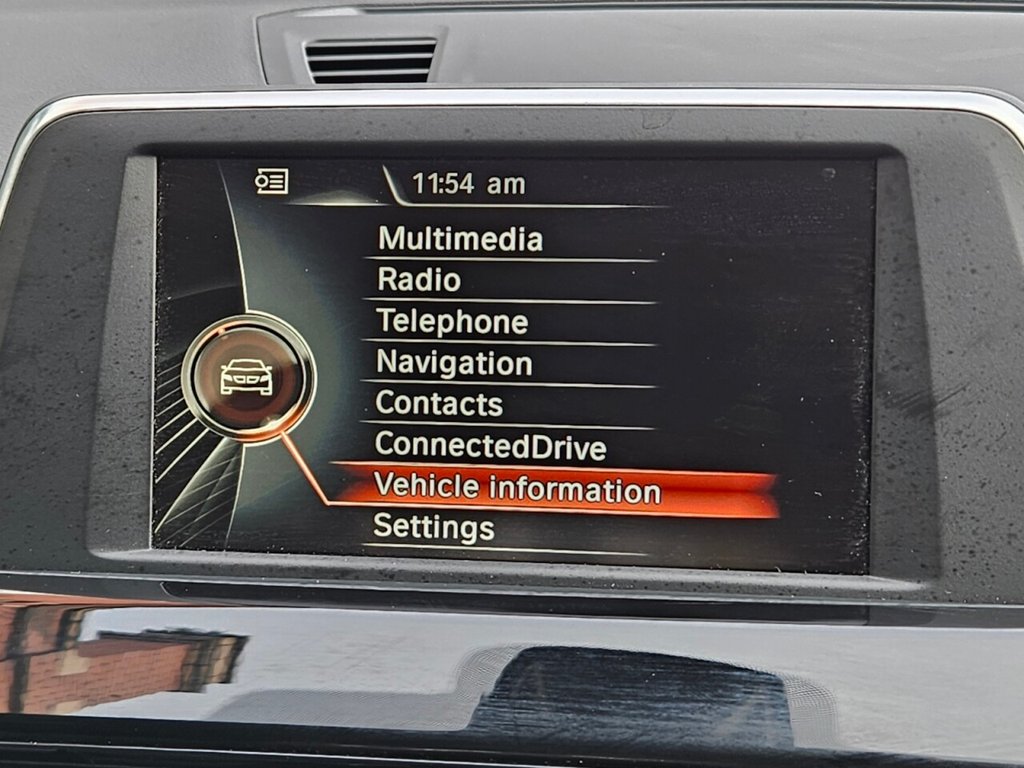 11:54 am
Multimedia
Radio
Telephone
Navigation
Contacts
ConnectedDrive
Vehicle information
Settings